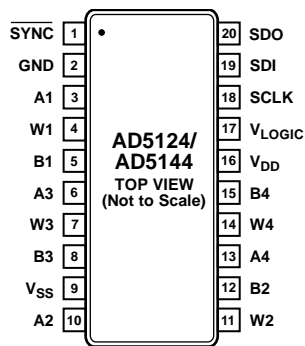 SYNC 1 20 SDO
GND 2 19 SDI
A1 3 18 SCLK
W1 4 17 VLOGIC
B1 5 16 VDD
A3 6 15 B4
W3 7 14 W4
B3 8 13 A4
VSS 9 12 B2
A2 10 11 W2
AD5124/
AD5144
TOP VIEW
(Not to Scale)